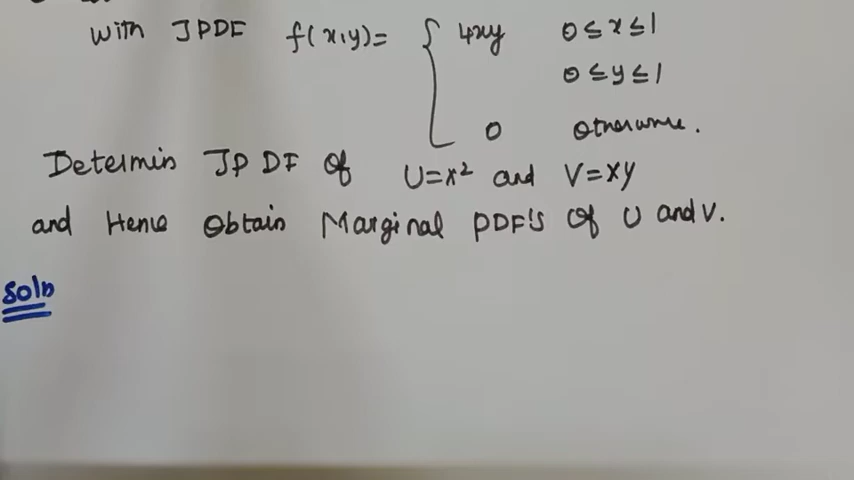 With JPDF f(x,y)= { 4xy 0 ≤ x ≤ 1
0 ≤ y ≤ 1
0 otherwise.
Determin JPDF of U=x² and V=xy
and Hence Obtain Marginal PDF's of U and V.
Soln